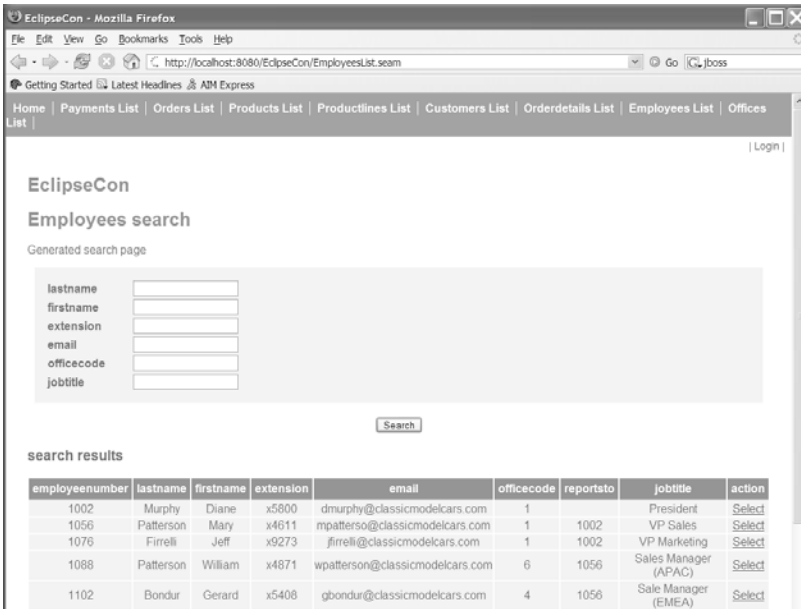 EclipseCon - Mozilla Firefox
File Edit View Go Bookmarks Tools Help
http://localhost:8080/EclipseCon/EmployeesList.seam Go jboss
Getting Started Latest Headlines AIM Express
Home | Payments List | Orders List | Products List | Productlines List | Customers List | Orderdetails List | Employees List | Offices
List |
| Login |
EclipseCon
Employees search
Generated search page
lastname
firstname
extension
email
officecode
jobtitle
Search
search results
employeenumber lastname firstname extension email officecode reportsto jobtitle action
1002 Murphy Diane x5800 dmurphy@classicmodelcars.com 1 President Select
1056 Patterson Mary x4611 mpatterso@classicmodelcars.com 1 1002 VP Sales Select
1076 Firrelli Jeff x9273 jfirrelli@classicmodelcars.com 1 1002 VP Marketing Select
1088 Patterson William x4871 wpatterson@classicmodelcars.com 6 1056 Sales Manager (APAC) Select
1102 Bondur Gerard x5408 gbondur@classicmodelcars.com 4 1056 Sale Manager (EMEA) Select